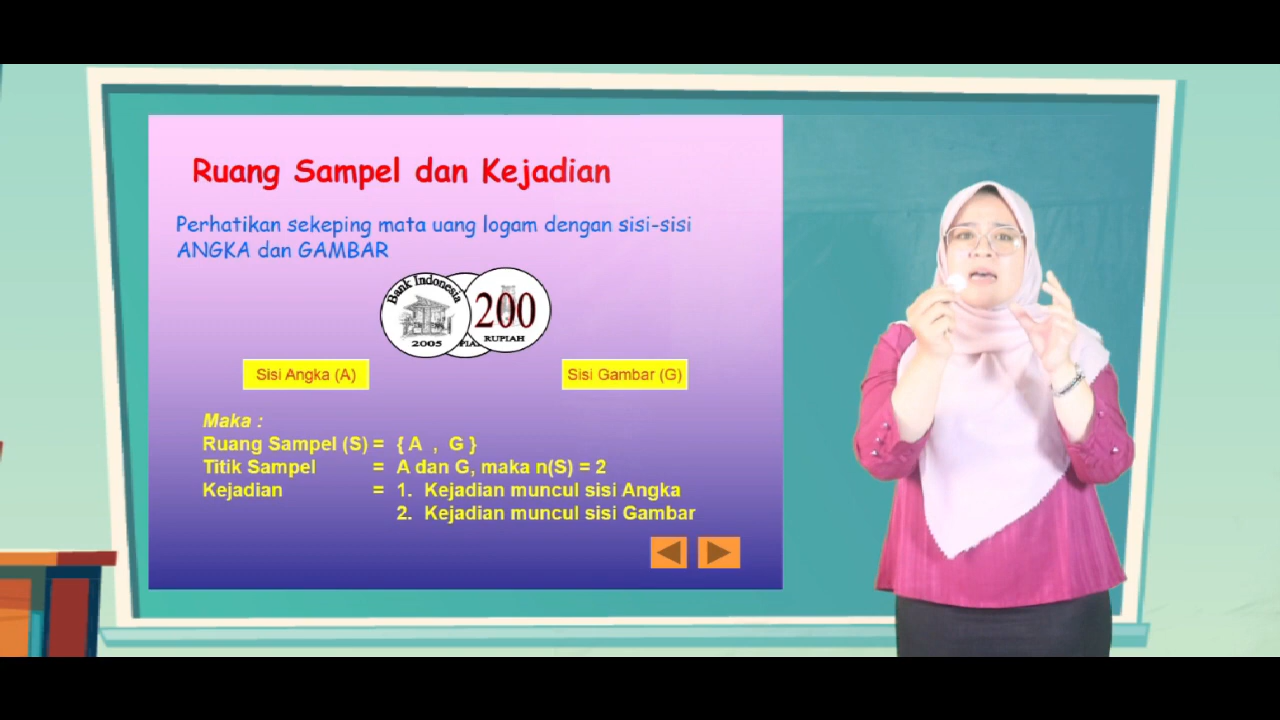 Ruang Sampel dan Kejadian
Perhatikan sekeping mata uang logam dengan sisi-sisi
ANGKA dan GAMBAR
Bank Indonesia
2005
200
RUPIAH
Sisi Angka (A)
Sisi Gambar (G)
Maka :
Ruang Sampel (S) = { A , G }
Titik Sampel = A dan G, maka n(S) = 2
Kejadian = 1. Kejadian muncul sisi Angka
2. Kejadian muncul sisi Gambar